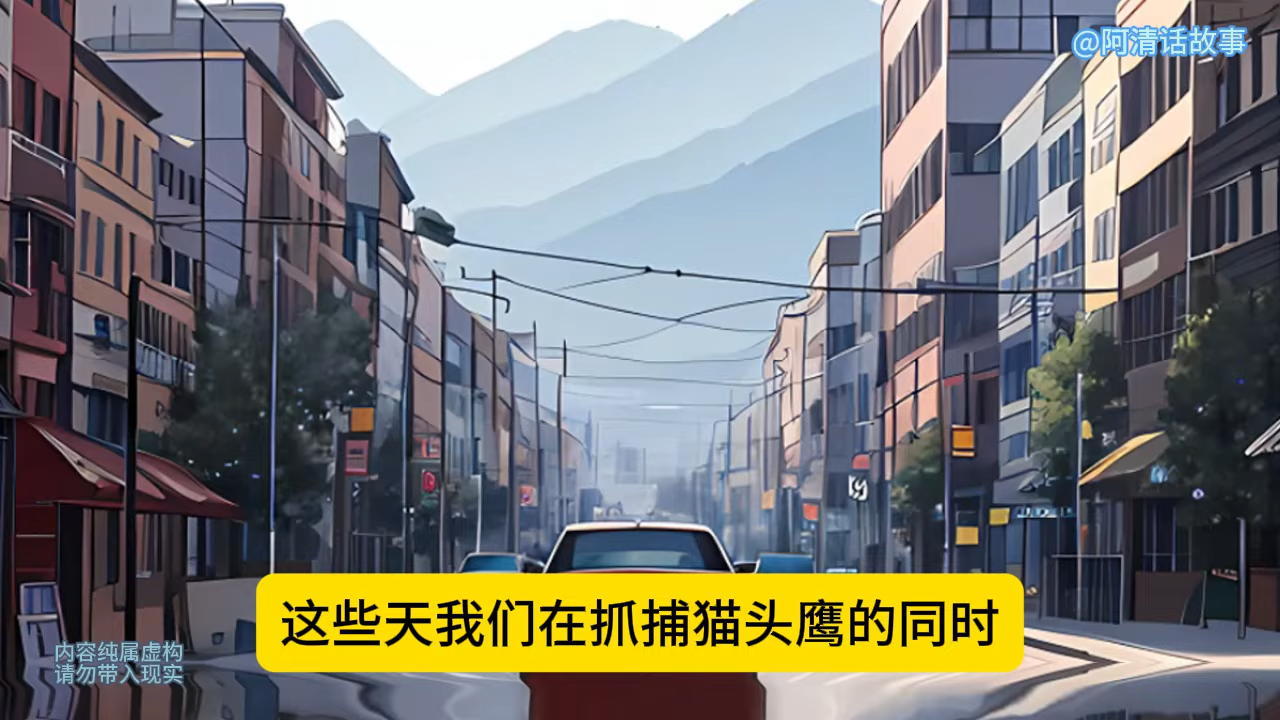 @阿清话故事
这些天我们在抓捕猫头鹰的同时
内容纯属虚构
请勿带入现实